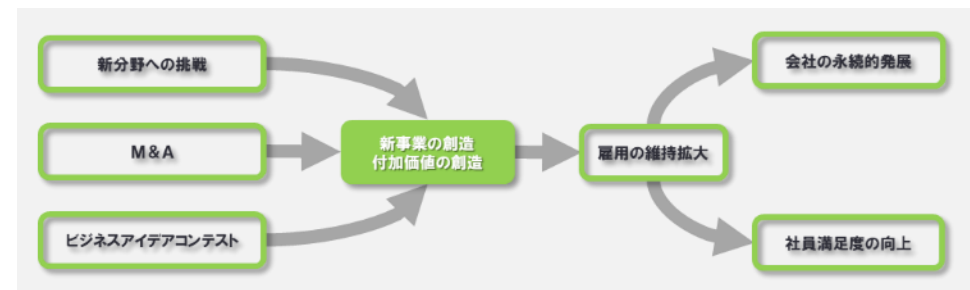 新分野への挑戦
M&A
ビジネスアイデアコンテスト
新事業の創造
付加価値の創造
雇用の維持拡大
会社の永続的発展
社員満足度の向上